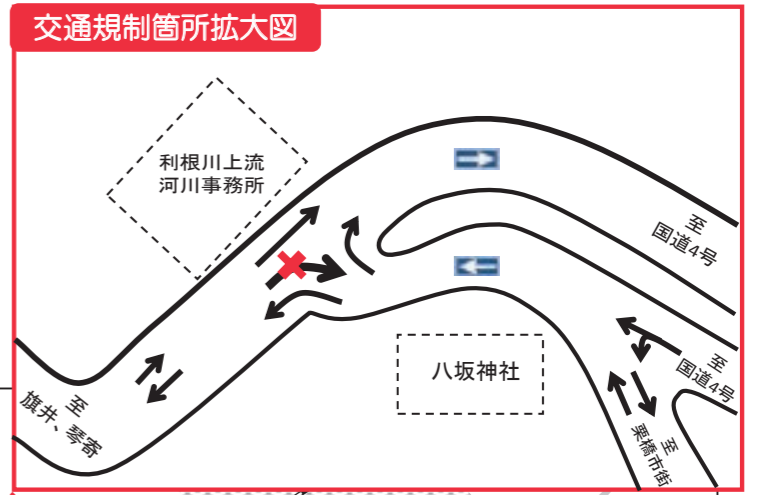 交通規制箇所拡大図
利根川上流
河川事務所
至
国道4号
八坂神社
至
国道4号
至
旗井、琴寄
至
栗橋市街